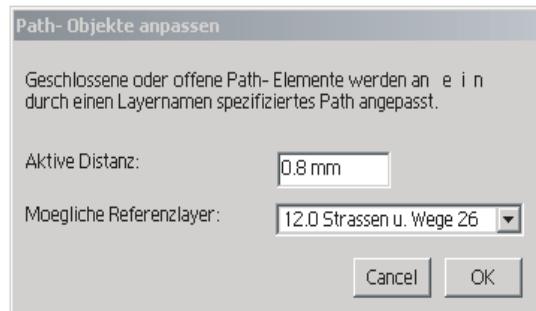 Path- Objekte anpassen
Geschlossene oder offene Path- Elemente werden an e i n
durch einen Layernamen spezifiziertes Path angepasst.
Aktive Distanz:
0.8 mm
Moegliche Referenzlayer:
12.0 Strassen u. Wege 26
Cancel
OK